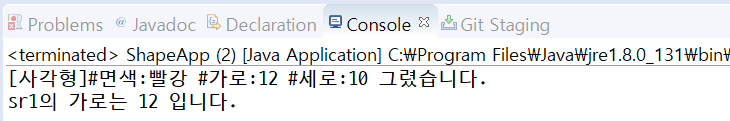 Problems @ Javadoc Declaration Console Git Staging
<terminated> ShapeApp (2) [Java Application] C:₩Program Files₩Java₩jre1.8.0_131₩bin₩
[사각형]#면색:빨강 #가로:12 #세로:10 그렸습니다.
sr1의 가로는 12 입니다.